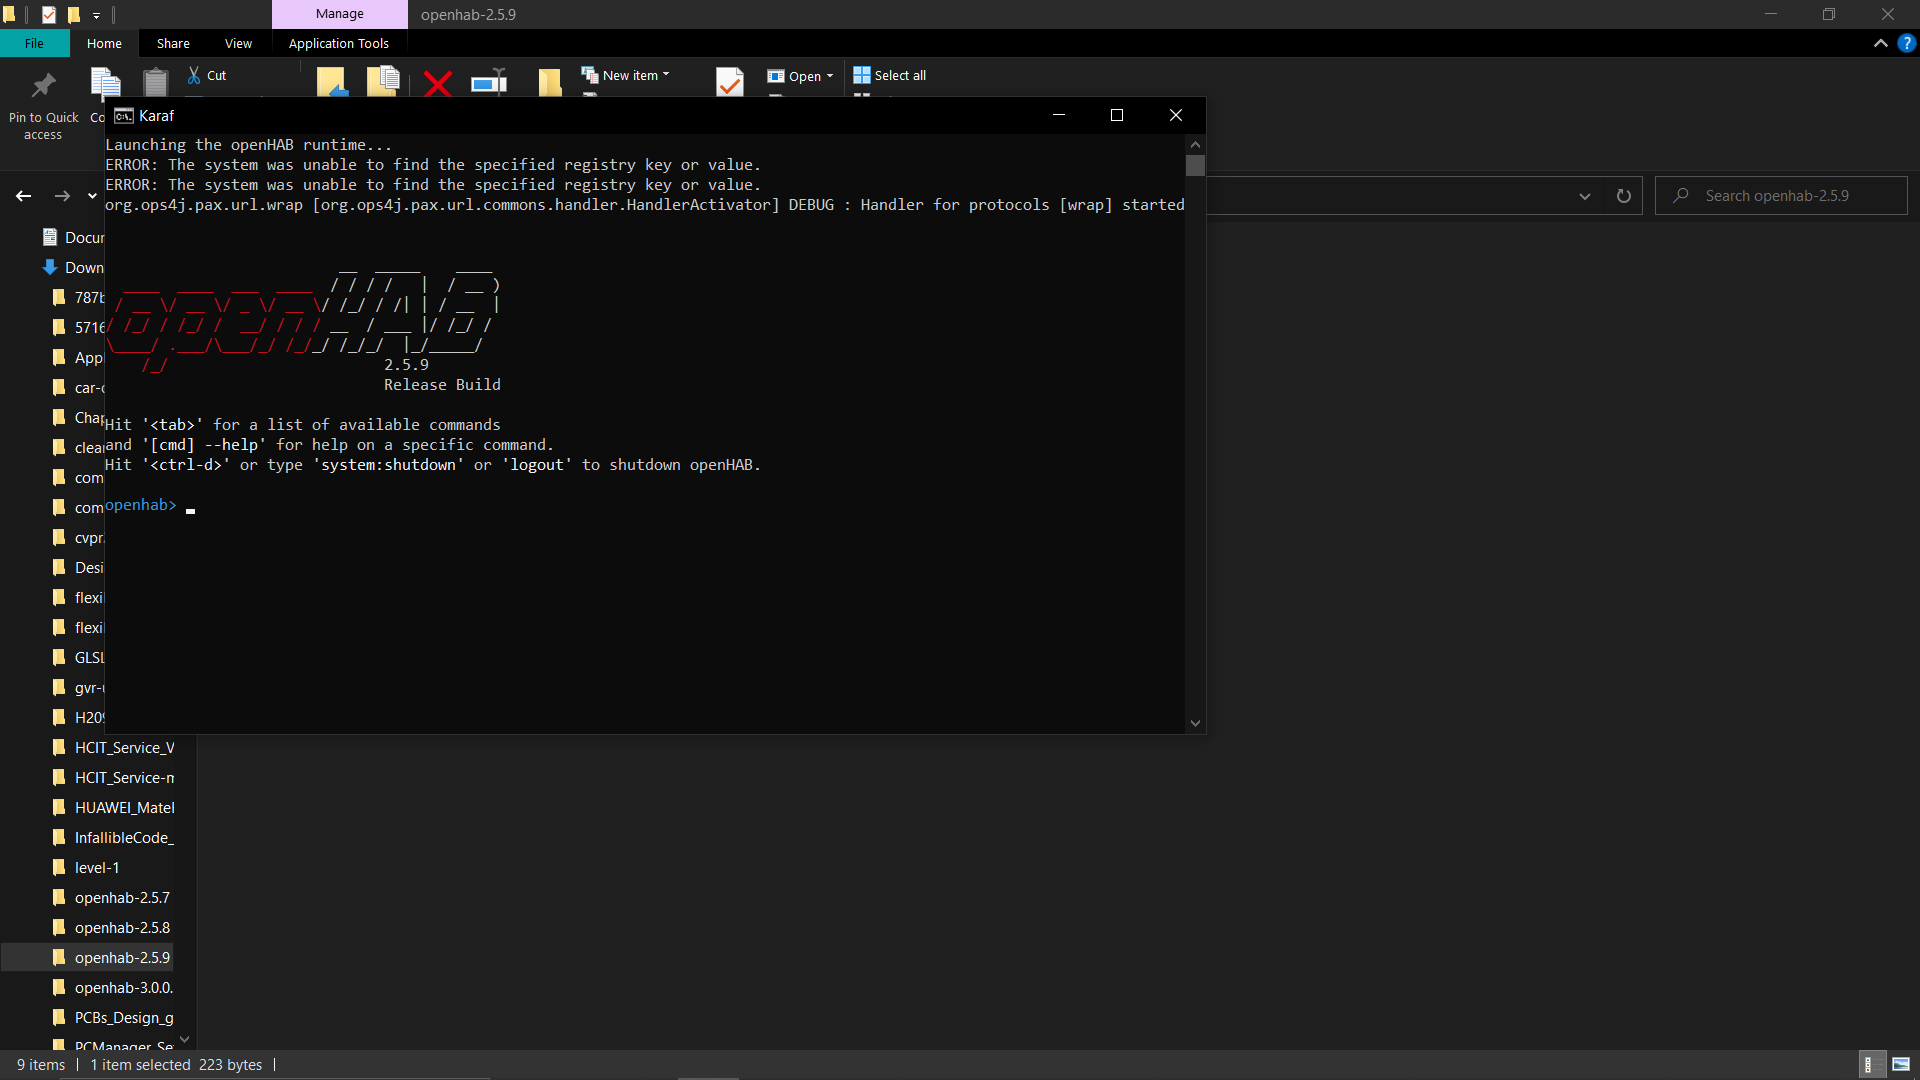 Manage
openhab-2.5.9
File
Home
Share
View
Application Tools
Pin to Quick
access
Cut
New item
Open
Select all
Search openhab-2.5.9
Karaf
Launching the openHAB runtime...
ERROR: The system was unable to find the specified registry key or value.
ERROR: The system was unable to find the specified registry key or value.
org.ops4j.pax.url.wrap [org.ops4j.pax.url.commons.handler.HandlerActivator] DEBUG : Handler for protocols [wrap] started
openHAB
2.5.9
Release Build
Hit '<tab>' for a list of available commands
and '[cmd] --help' for help on a specific command.
Hit '<ctrl-d>' or type 'system:shutdown' or 'logout' to shutdown openHAB.
openhab>
Docum
Down
787b
5716
App
car-c
Chap
clea
com
com
cvpr
Desi
flexi
flexi
GLSL
gvr-u
H209
HCIT_Service_V
HCIT_Service-m
HUAWEI_Matel
InfallibleCode_
level-1
openhab-2.5.7
openhab-2.5.8
openhab-2.5.9
openhab-3.0.0.
PCBs_Design_g
PCManager_Se
9 items
1 item selected 223 bytes